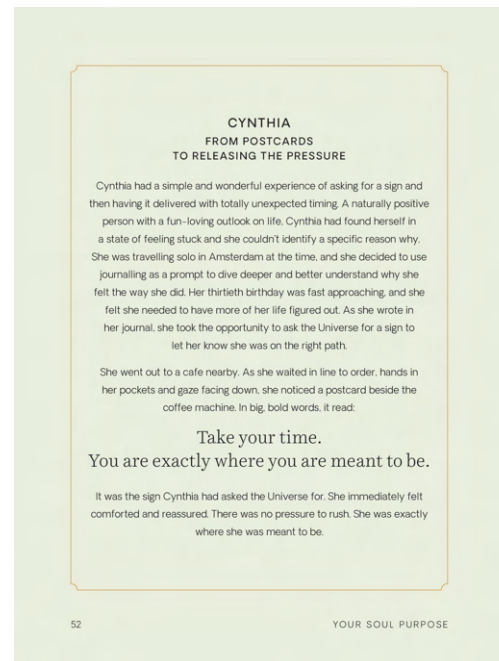 CYNTHIA
FROM POSTCARDS
TO RELEASING THE PRESSURE
Cynthia had a simple and wonderful experience of asking for a sign and
then having it delivered with totally unexpected timing. A naturally positive
person with a fun-loving outlook on life, Cynthia had found herself in
a state of feeling stuck and she couldn't identify a specific reason why.
She was travelling solo in Amsterdam at the time, and she decided to use
journalling as a prompt to dive deeper and better understand why she
felt the way she did. Her thirtieth birthday was fast approaching, and she
felt she needed to have more of her life figured out. As she wrote in
her journal, she took the opportunity to ask the Universe for a sign to
let her know she was on the right path.
She went out to a cafe nearby. As she waited in line to order, hands in
her pockets and gaze facing down, she noticed a postcard beside the
coffee machine. In big, bold words, it read:
Take your time.
You are exactly where you are meant to be.
It was the sign Cynthia had asked the Universe for. She immediately felt
comforted and reassured. There was no pressure to rush. She was exactly
where she was meant to be.
52
YOUR SOUL PURPOSE